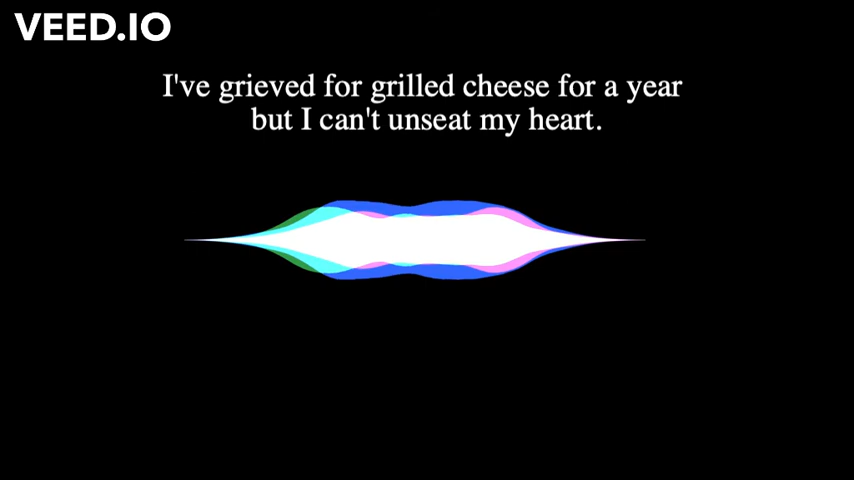 VEED.IO
I've grieved for grilled cheese for a year
but I can't unseat my heart.